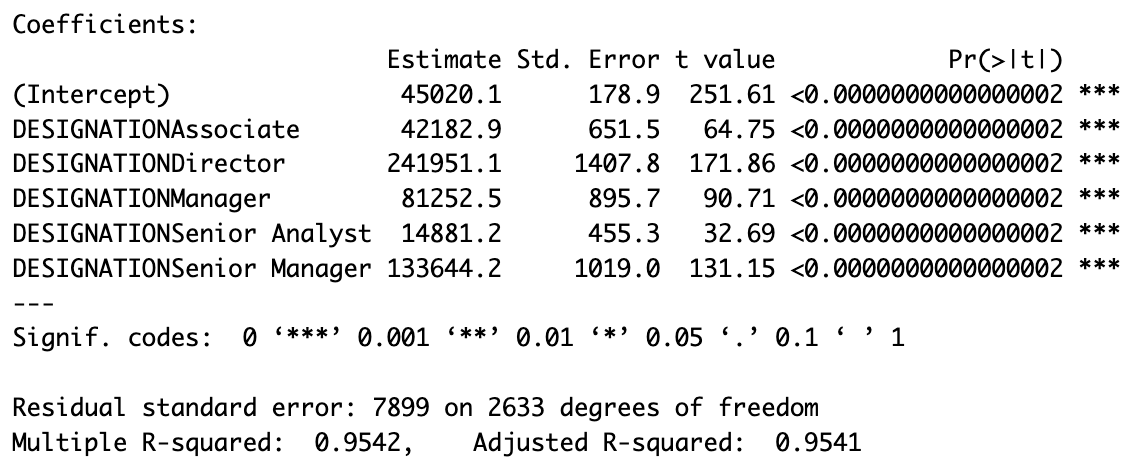 Coefficients:
Estimate Std. Error t value Pr(>|t|)
(Intercept) 45020.1 178.9 251.61 <0.0000000000000002 ***
DESIGNATIONAssociate 42182.9 651.5 64.75 <0.0000000000000002 ***
DESIGNATIONDirector 241951.1 1407.8 171.86 <0.0000000000000002 ***
DESIGNATIONManager 81252.5 895.7 90.71 <0.0000000000000002 ***
DESIGNATIONSenior Analyst 14881.2 455.3 32.69 <0.0000000000000002 ***
DESIGNATIONSenior Manager 133644.2 1019.0 131.15 <0.0000000000000002 ***
---
Signif. codes: 0 ‘***’ 0.001 ‘**’ 0.01 ‘*’ 0.05 ‘.’ 0.1 ‘ ’ 1
Residual standard error: 7899 on 2633 degrees of freedom
Multiple R-squared: 0.9542, Adjusted R-squared: 0.9541